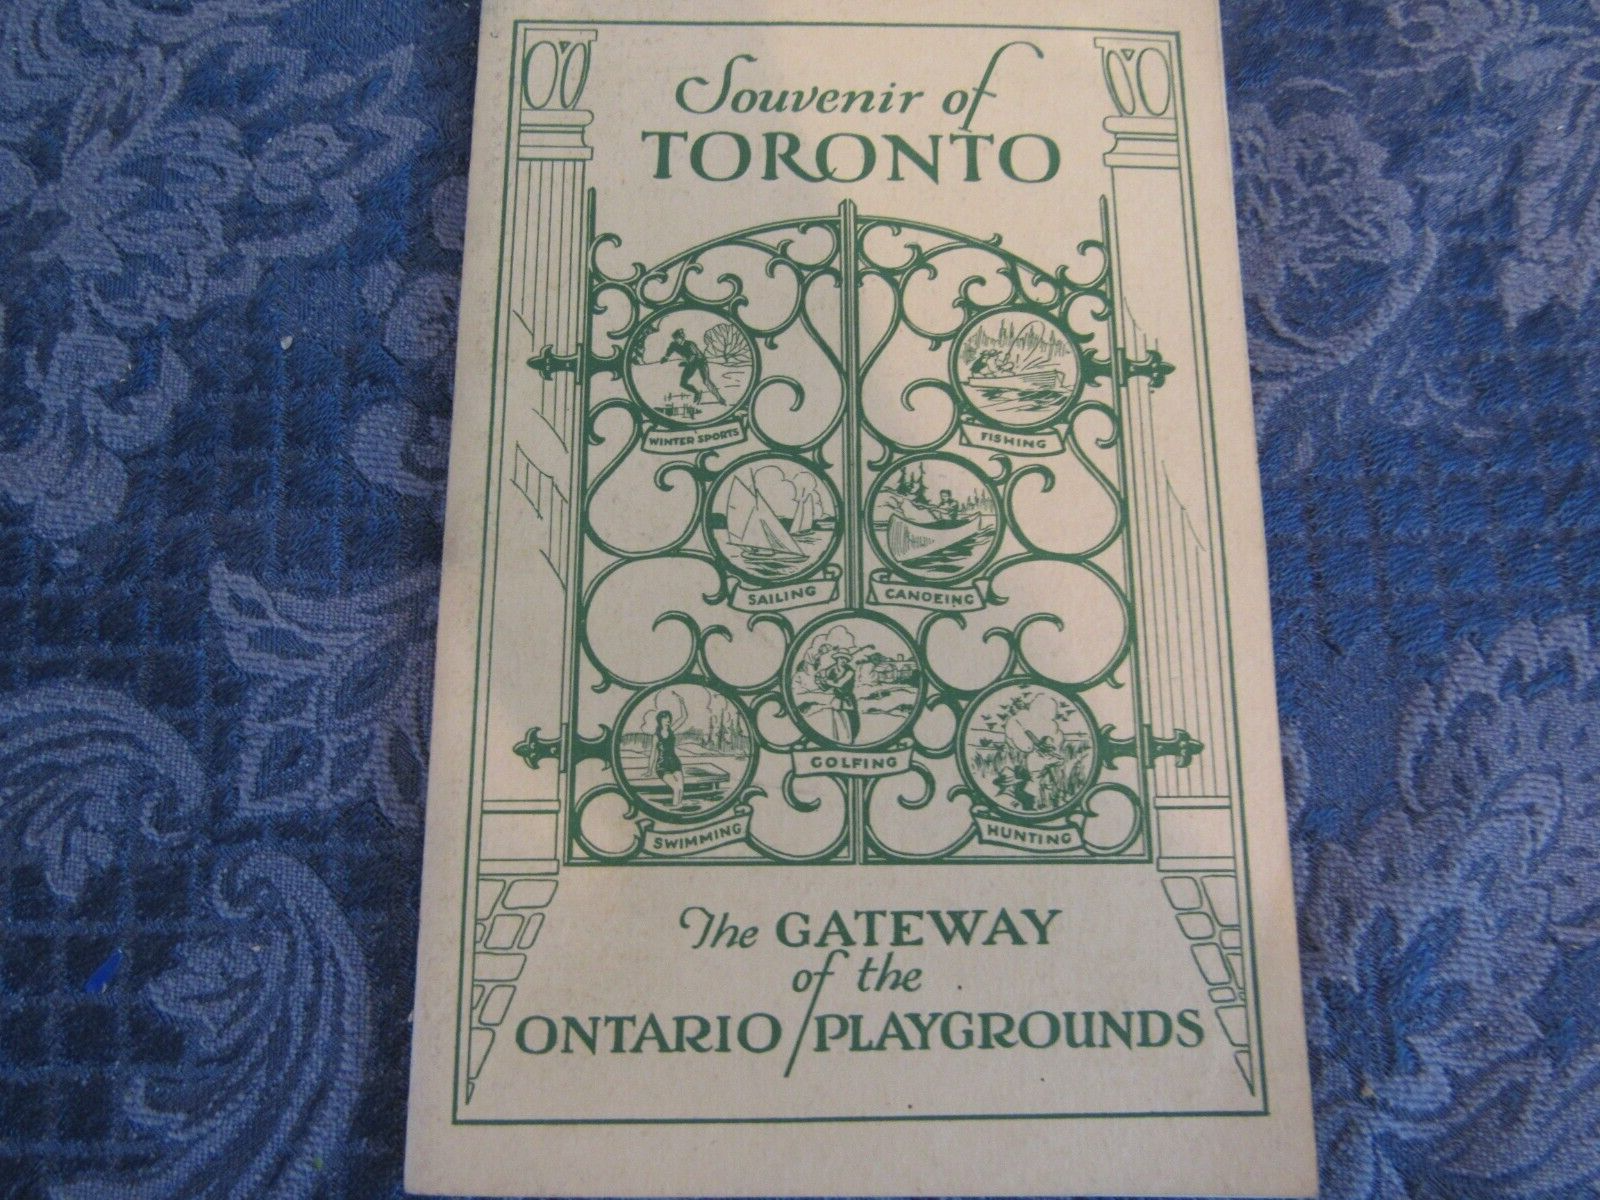 Souvenir of
TORONTO
WINTER SPORTS
FISHING
SAILING
CANOEING
GOLFING
SWIMMING
HUNTING
The GATEWAY
of the
ONTARIO PLAYGROUNDS